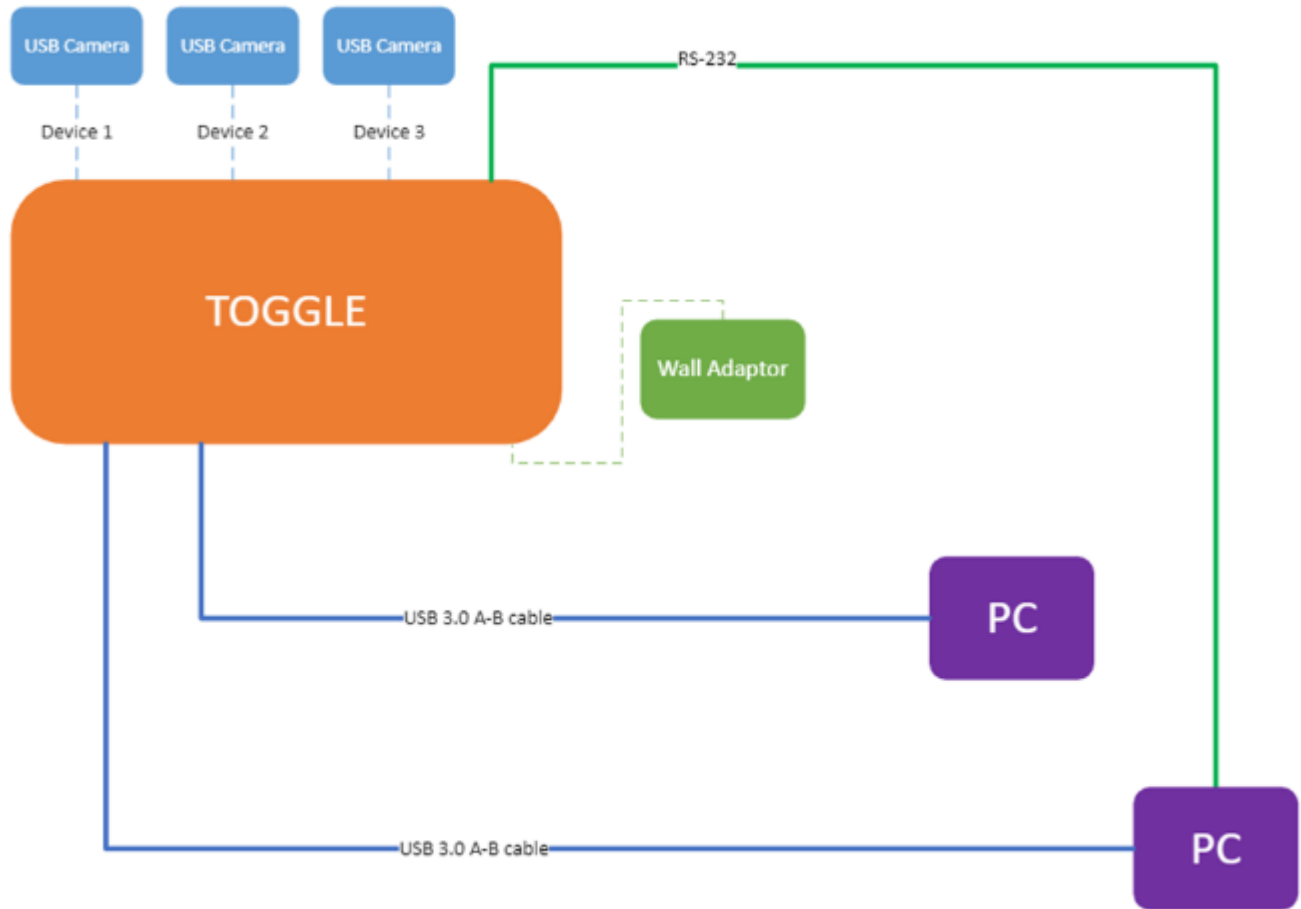 USB Camera
USB Camera
USB Camera
RS-232
Device 1
Device 2
Device 3
TOGGLE
Wall Adaptor
USB 3.0 A-B cable
PC
USB 3.0 A-B cable
PC